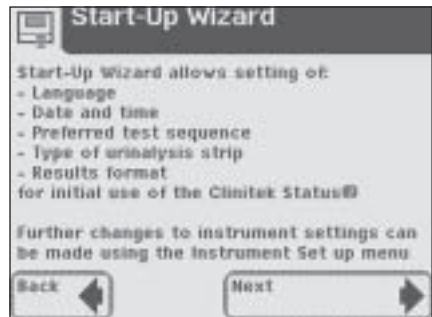 Start-Up Wizard
Start-Up Wizard allows setting of:
- Language
- Date and time
- Preferred test sequence
- Type of urinalysis strip
- Results format
for initial use of the Clinitek Status®
Further changes to instrument settings can
be made using the Instrument Set up menu
Back
Next